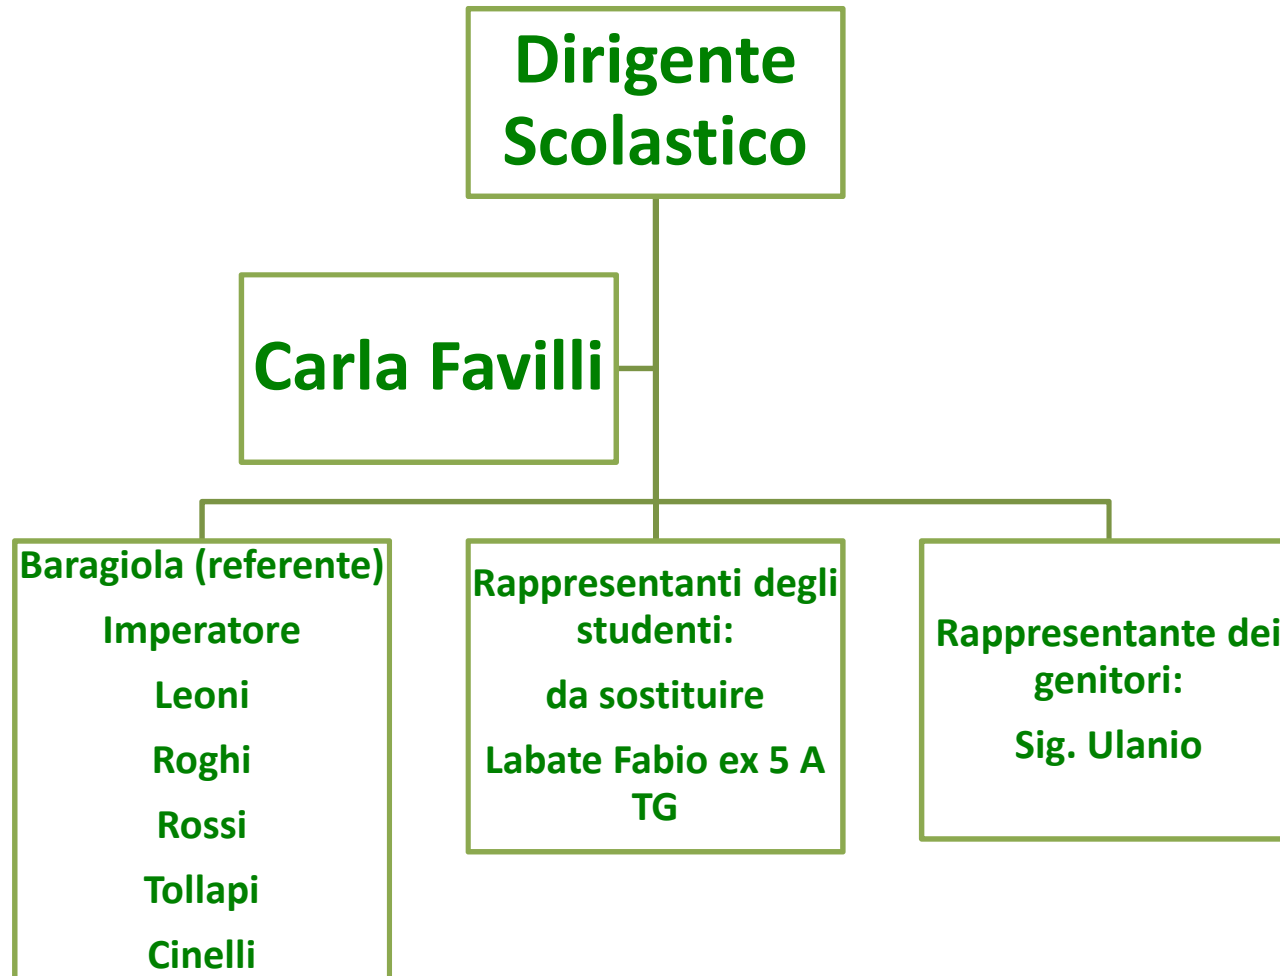 Dirigente
Scolastico
Carla Favilli
Baragiola (referente)
Imperatore
Leoni
Roghi
Rossi
Tollapi
Cinelli
Rappresentanti degli
studenti:
da sostituire
Labate Fabio ex 5 A
TG
Rappresentante dei
genitori:
Sig. Ulanio